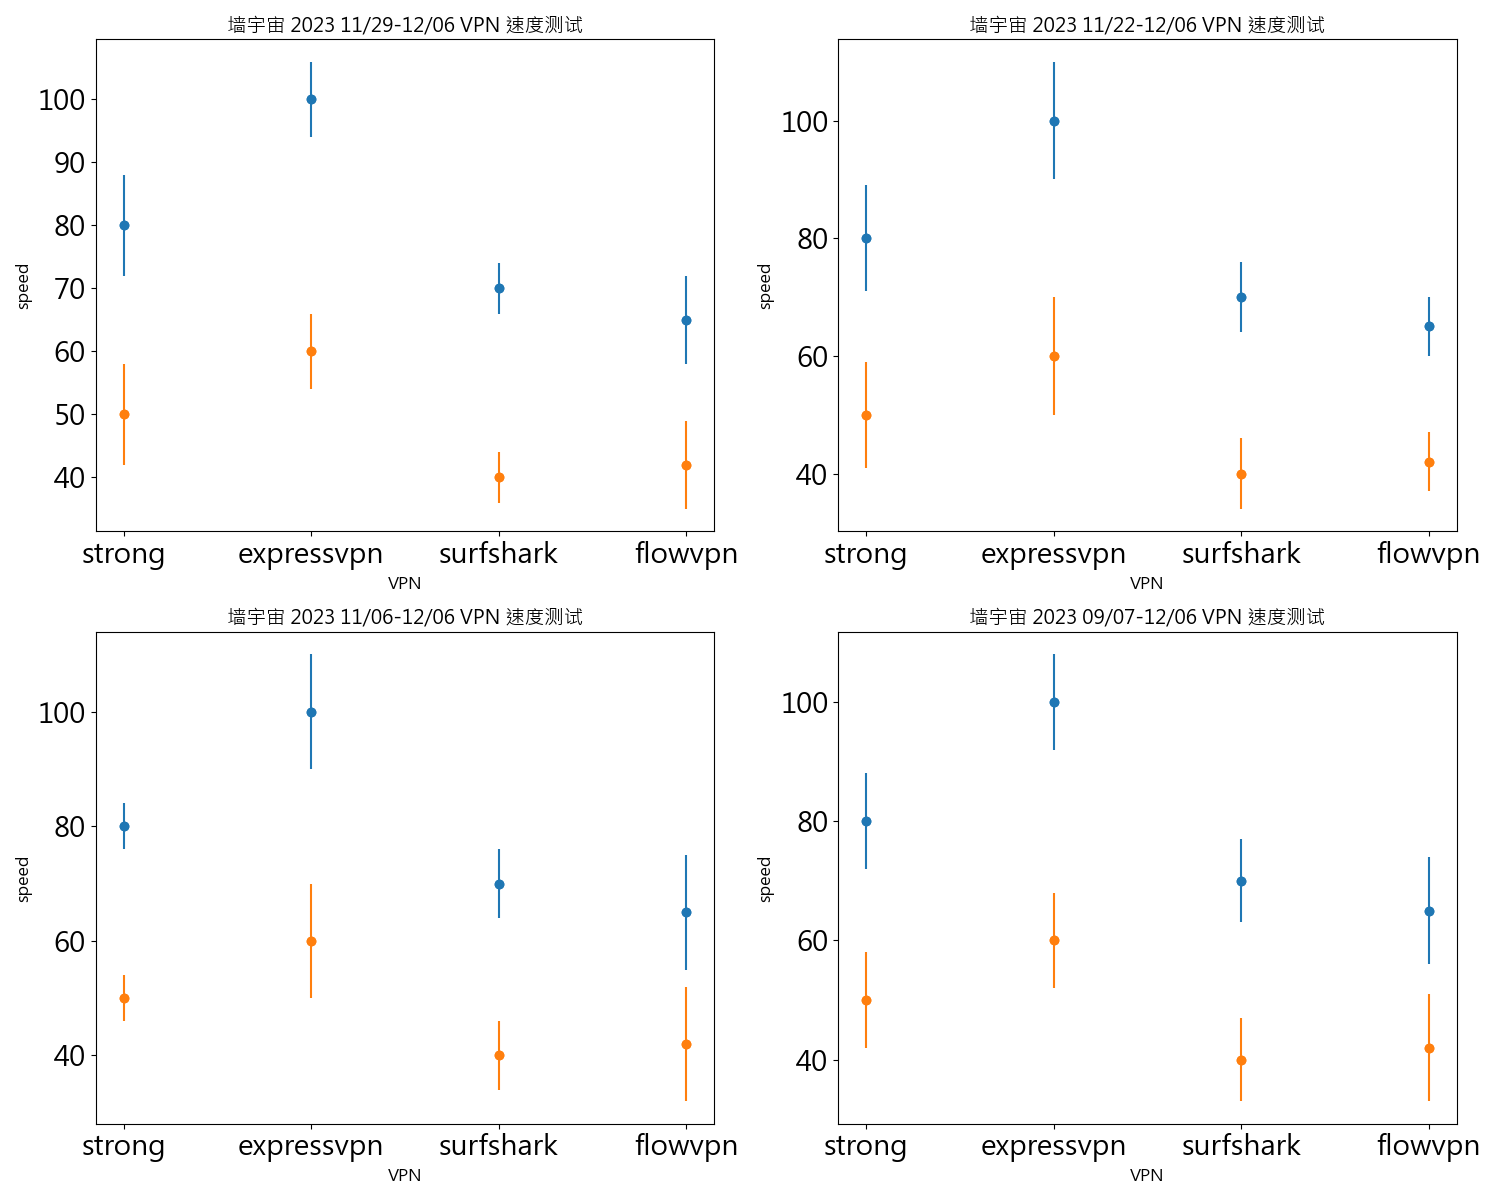 墙宇宙 2023 11/29-12/06 VPN 速度测试
100
90
80
70
60
50
40
speed
strong expressvpn surfshark flowvpn
VPN
墙宇宙 2023 11/22-12/06 VPN 速度测试
100
80
60
40
speed
strong expressvpn surfshark flowvpn
VPN
墙宇宙 2023 11/06-12/06 VPN 速度测试
100
80
60
40
speed
strong expressvpn surfshark flowvpn
VPN
墙宇宙 2023 09/07-12/06 VPN 速度测试
100
80
60
40
speed
strong expressvpn surfshark flowvpn
VPN